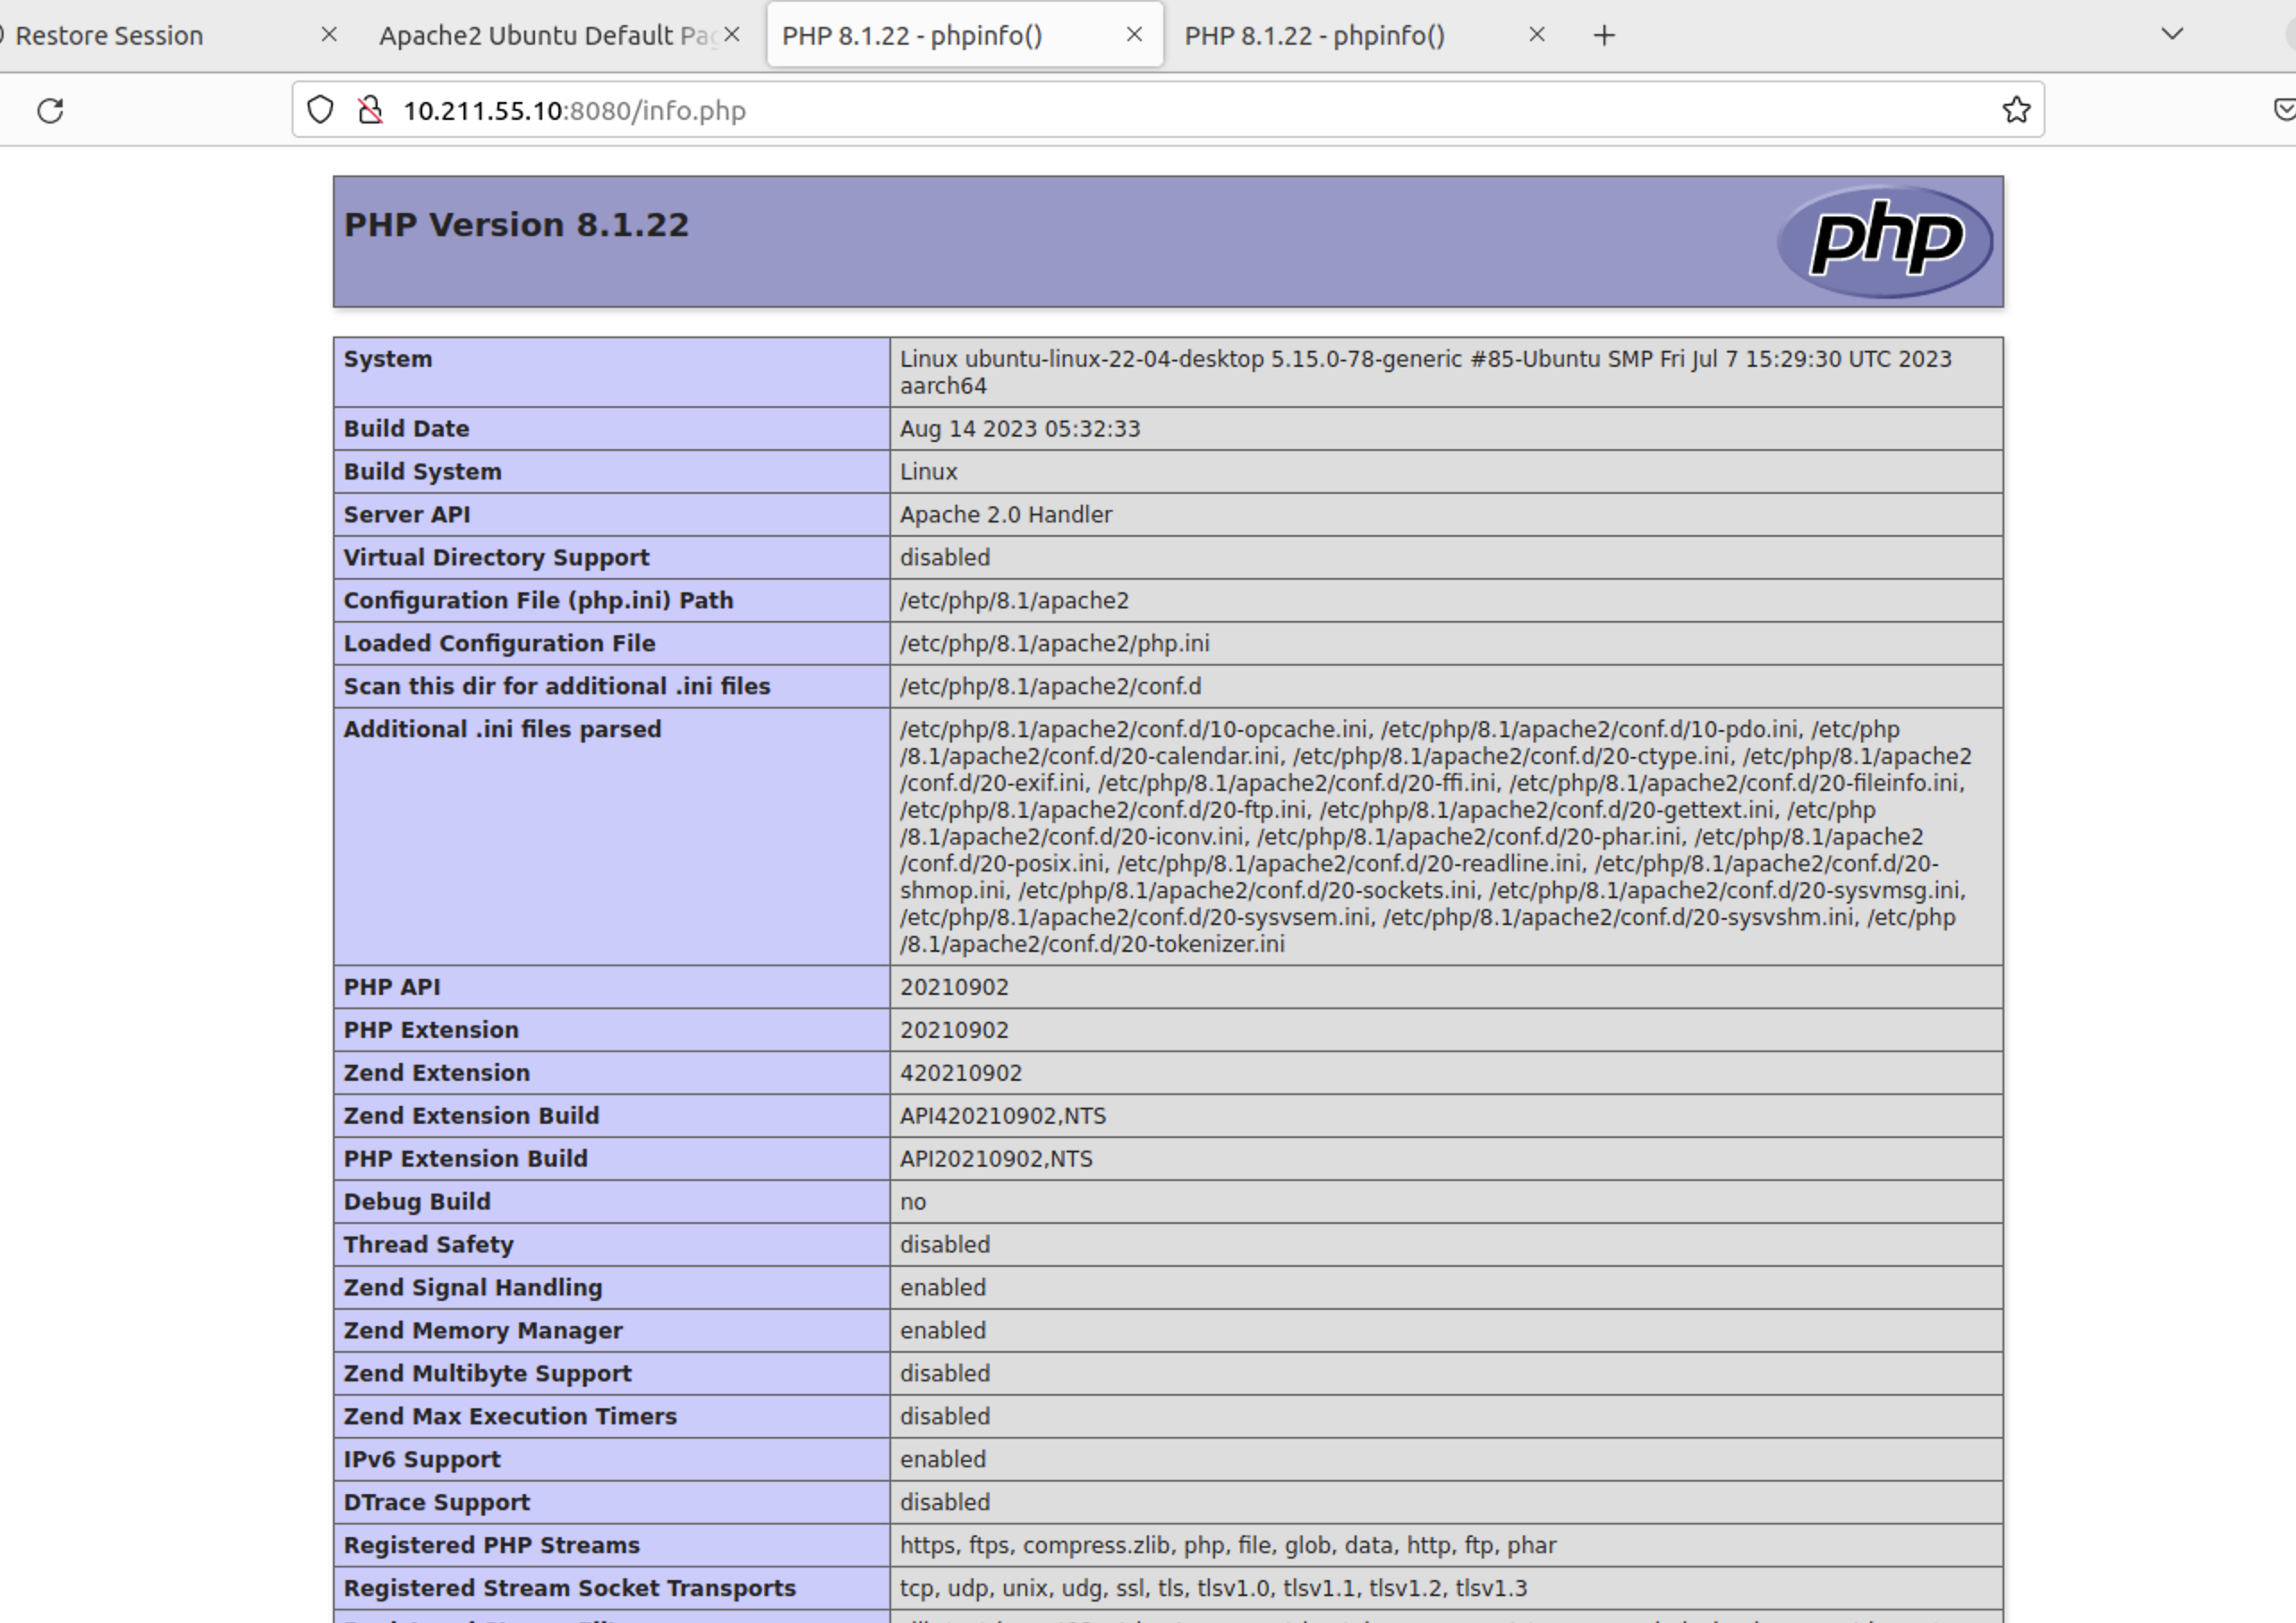 Restore Session
Apache2 Ubuntu Default Pag
PHP 8.1.22 - phpinfo()
PHP 8.1.22 - phpinfo()
10.211.55.10:8080/info.php
PHP Version 8.1.22
php
System
Linux ubuntu-linux-22-04-desktop 5.15.0-78-generic #85-Ubuntu SMP Fri Jul 7 15:29:30 UTC 2023
aarch64
Build Date
Aug 14 2023 05:32:33
Build System
Linux
Server API
Apache 2.0 Handler
Virtual Directory Support
disabled
Configuration File (php.ini) Path
/etc/php/8.1/apache2
Loaded Configuration File
/etc/php/8.1/apache2/php.ini
Scan this dir for additional .ini files
/etc/php/8.1/apache2/conf.d
Additional .ini files parsed
/etc/php/8.1/apache2/conf.d/10-opcache.ini, /etc/php/8.1/apache2/conf.d/10-pdo.ini, /etc/php
/8.1/apache2/conf.d/20-calendar.ini, /etc/php/8.1/apache2/conf.d/20-ctype.ini, /etc/php/8.1/apache2
/conf.d/20-exif.ini, /etc/php/8.1/apache2/conf.d/20-ffi.ini, /etc/php/8.1/apache2/conf.d/20-fileinfo.ini,
/etc/php/8.1/apache2/conf.d/20-ftp.ini, /etc/php/8.1/apache2/conf.d/20-gettext.ini, /etc/php
/8.1/apache2/conf.d/20-iconv.ini, /etc/php/8.1/apache2/conf.d/20-phar.ini, /etc/php/8.1/apache2
/conf.d/20-posix.ini, /etc/php/8.1/apache2/conf.d/20-readline.ini, /etc/php/8.1/apache2/conf.d/20-
shmop.ini, /etc/php/8.1/apache2/conf.d/20-sockets.ini, /etc/php/8.1/apache2/conf.d/20-sysvmsg.ini,
/etc/php/8.1/apache2/conf.d/20-sysvsem.ini, /etc/php/8.1/apache2/conf.d/20-sysvshm.ini, /etc/php
/8.1/apache2/conf.d/20-tokenizer.ini
PHP API
20210902
PHP Extension
20210902
Zend Extension
420210902
Zend Extension Build
API420210902,NTS
PHP Extension Build
API20210902,NTS
Debug Build
no
Thread Safety
disabled
Zend Signal Handling
enabled
Zend Memory Manager
enabled
Zend Multibyte Support
disabled
Zend Max Execution Timers
disabled
IPv6 Support
enabled
DTrace Support
disabled
Registered PHP Streams
https, ftps, compress.zlib, php, file, glob, data, http, ftp, phar
Registered Stream Socket Transports
tcp, udp, unix, udg, ssl, tls, tlsv1.0, tlsv1.1, tlsv1.2, tlsv1.3